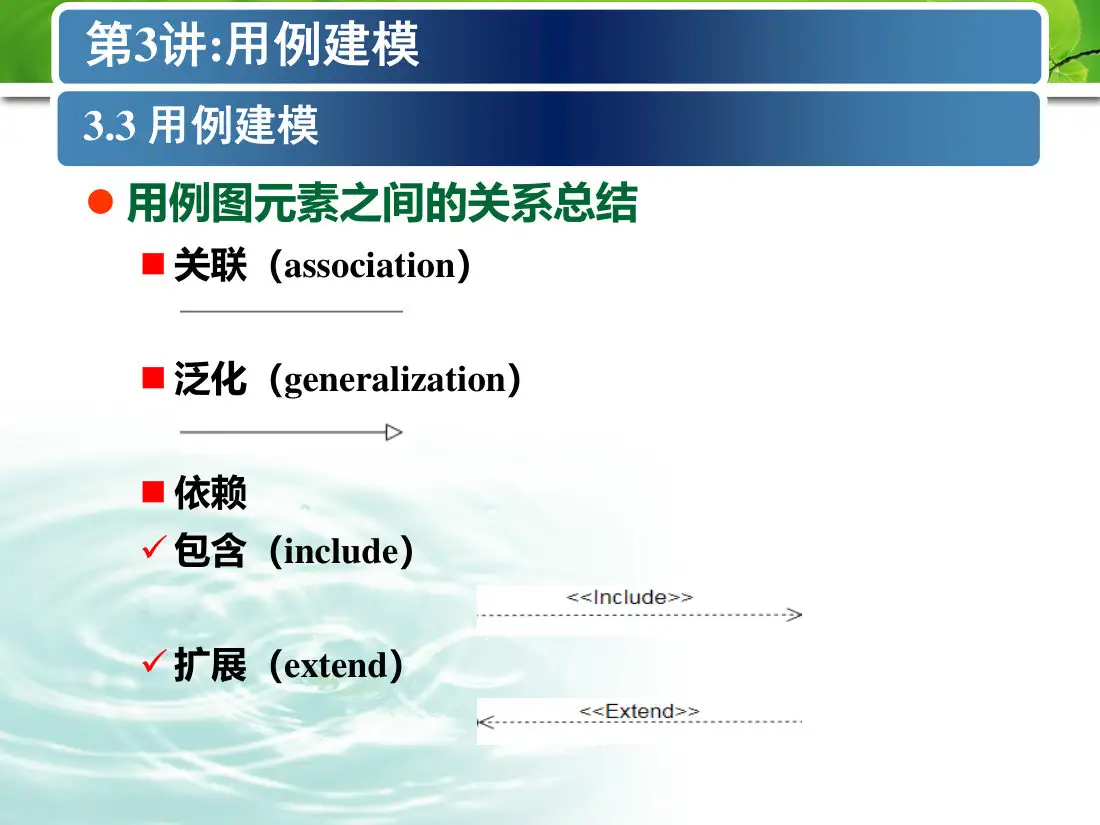 第3讲:用例建模
3.3 用例建模
用例图元素之间的关系总结
关联（association）
泛化（generalization）
依赖
包含（include）
<<Include>>
扩展（extend）
<<Extend>>